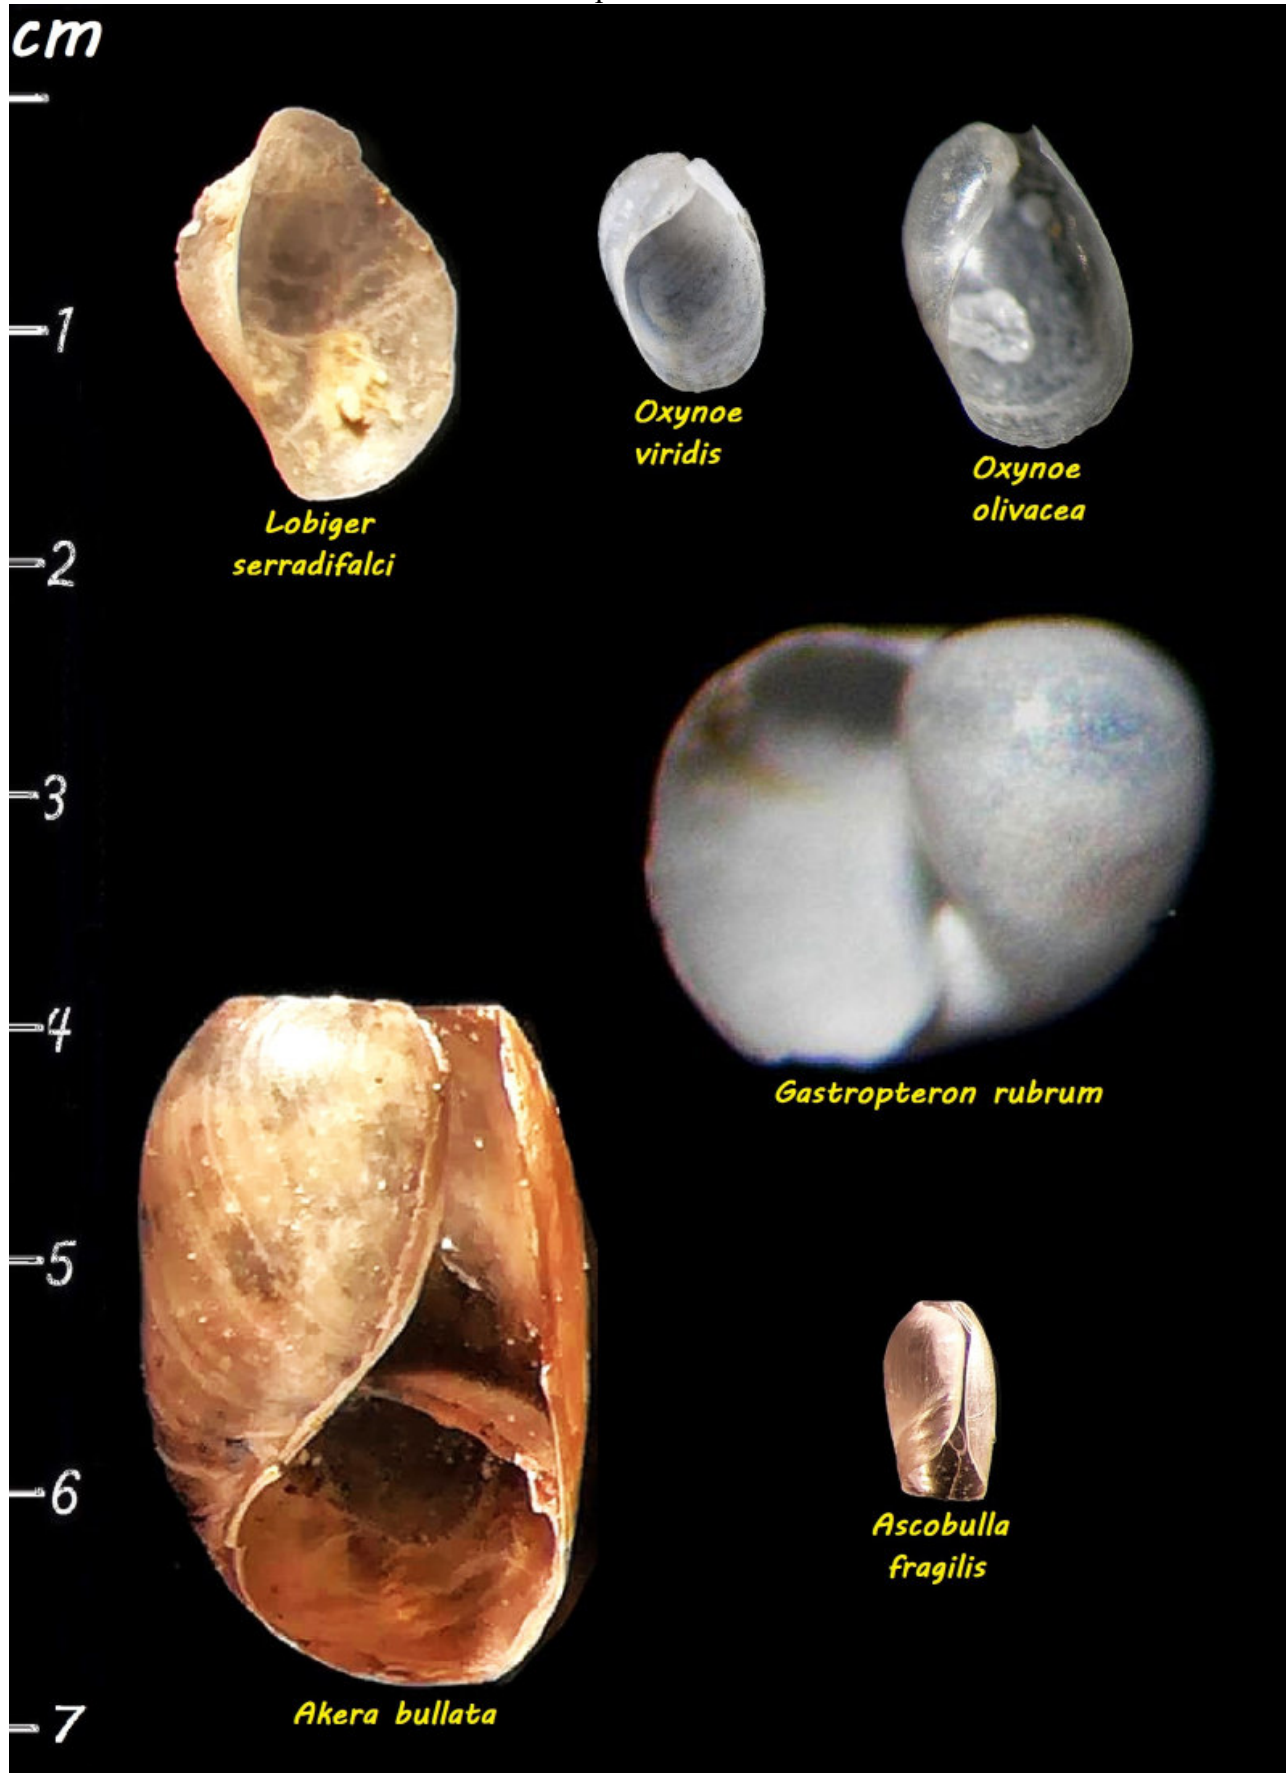 cm
1
Oxynoe
viridis
Oxynoe
olivacea
Lobiger
serradifalci
2
3
4
Gastropteron rubrum
5
6
Ascobulla
fragilis
Akera bullata
7